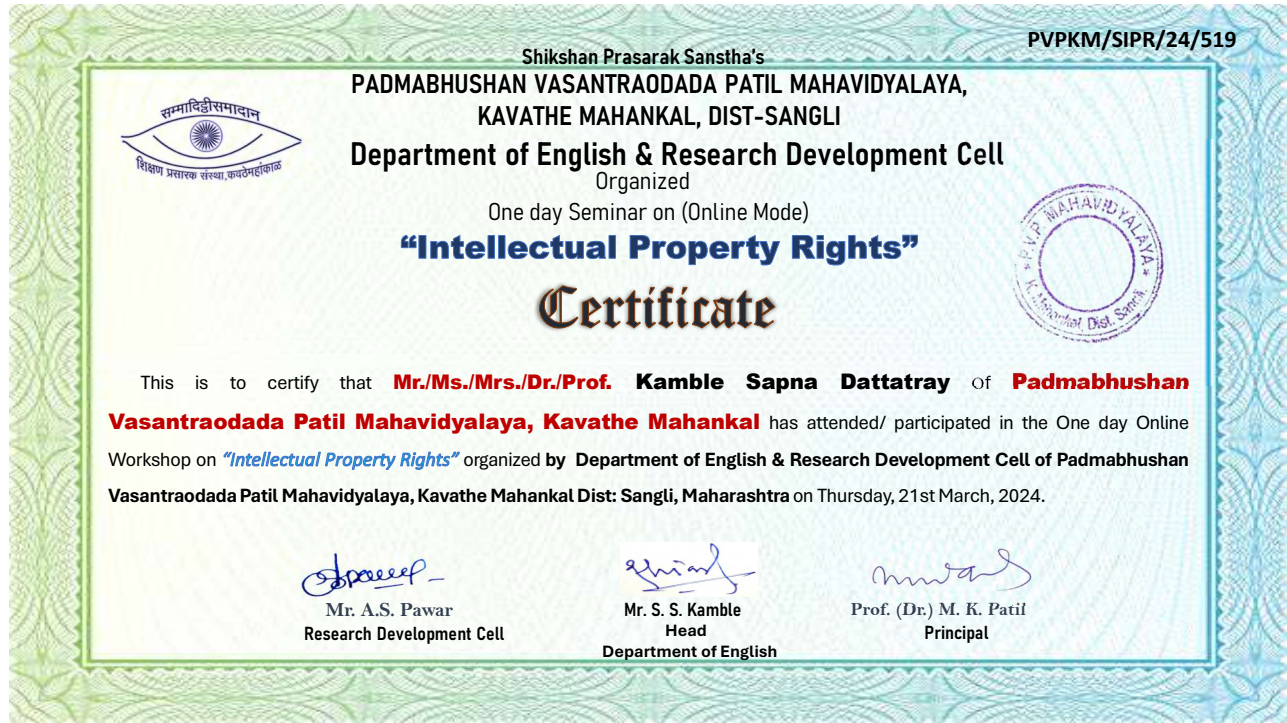 PVPKM/SIPR/24/519
Shikshan Prasarak Sanstha's
PADMABHUSHAN VASANTRAODADA PATIL MAHAVIDYALAYA,
KAVATHE MAHANKAL, DIST-SANGLI
Department of English & Research Development Cell
Organized
One day Seminar on (Online Mode)
“Intellectual Property Rights”
Certificate
सम्मादिट्ठीसमादान
शिक्षण प्रसारक संस्था,कवठेमहांकाळ
P.V.P. MAHAVIDYALAYA
K. Mahankal, Dist. Sangli.
This is to certify that Mr./Ms./Mrs./Dr./Prof. Kamble Sapna Dattatray Of Padmabhushan
Vasantraodada Patil Mahavidyalaya, Kavathe Mahankal has attended/ participated in the One day Online
Workshop on “Intellectual Property Rights” organized by Department of English & Research Development Cell of Padmabhushan
Vasantraodada Patil Mahavidyalaya, Kavathe Mahankal Dist: Sangli, Maharashtra on Thursday, 21st March, 2024.
Mr. A.S. Pawar
Research Development Cell
Mr. S. S. Kamble
Head
Department of English
Prof. (Dr.) M. K. Patil
Principal